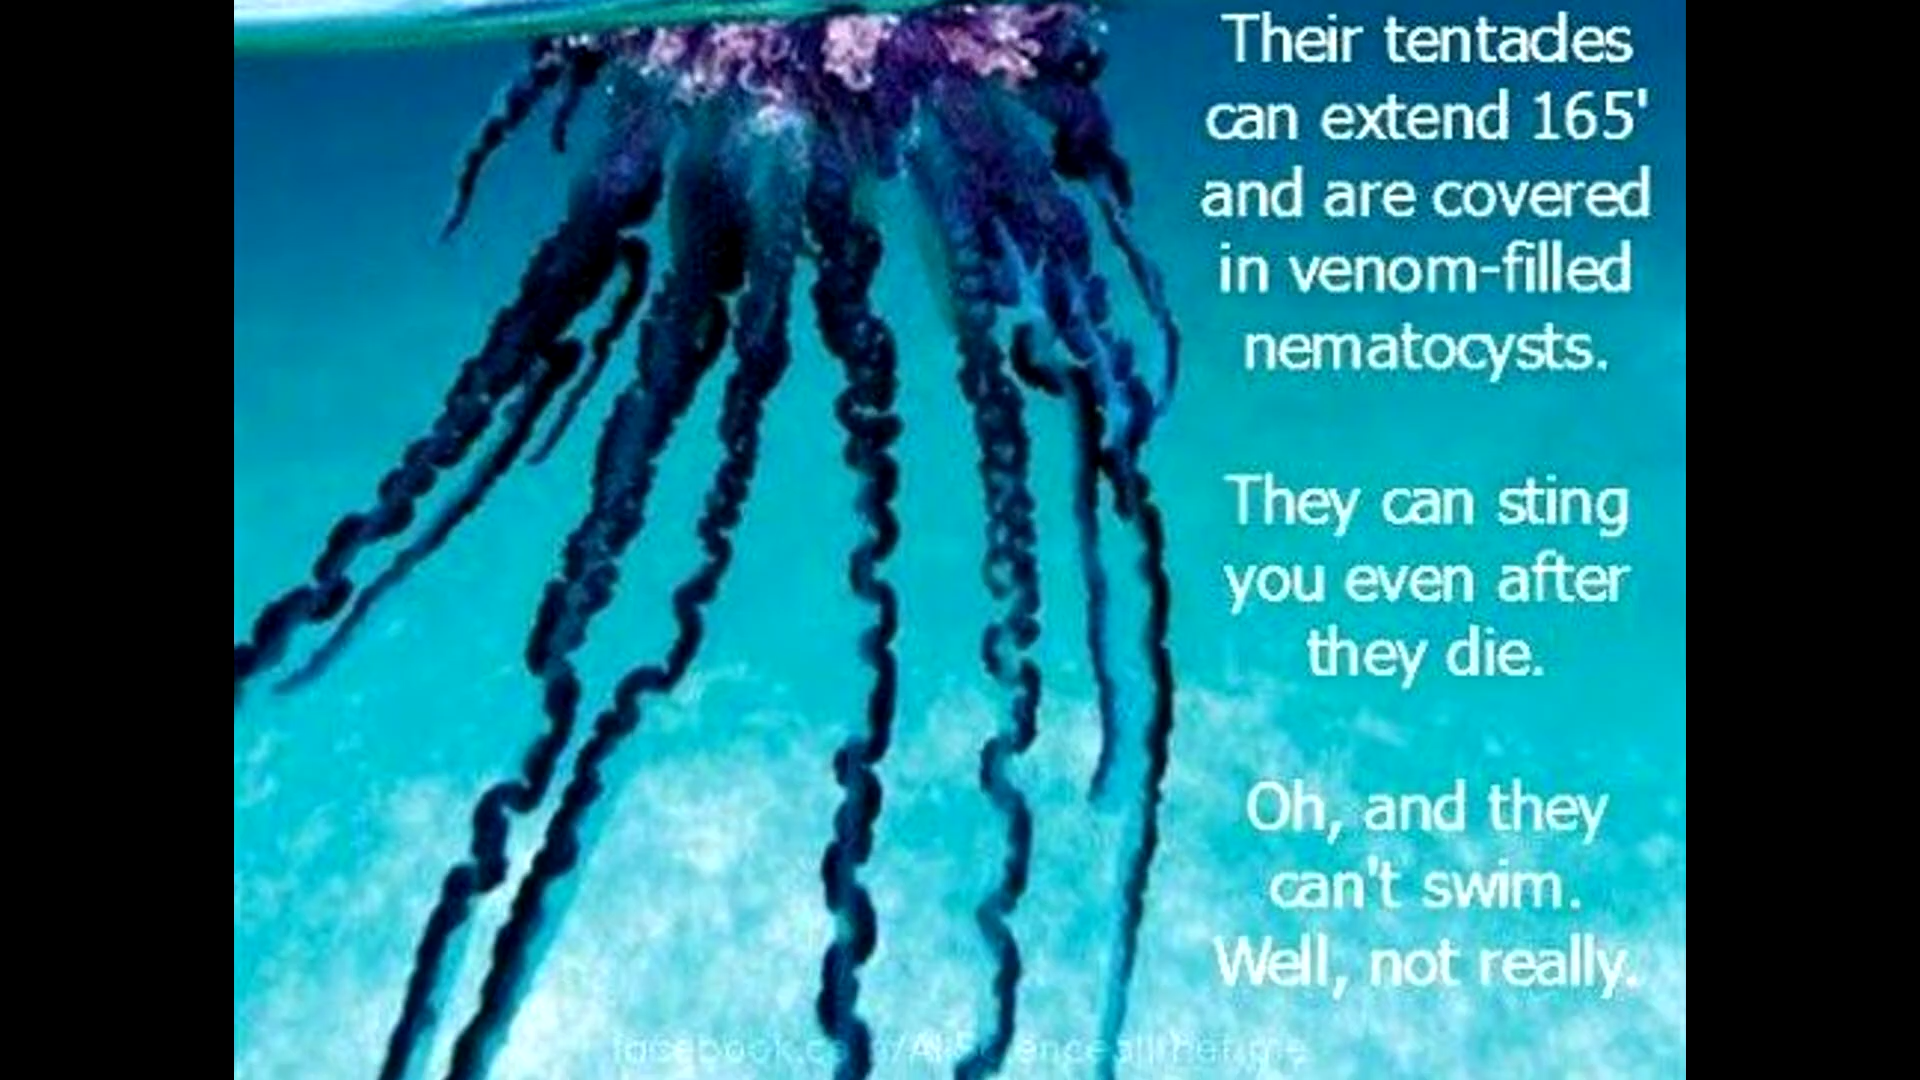 Their tentacles
can extend 165'
and are covered
in venom-filled
nematocysts.
They can sting
you even after
they die.
Oh, and they
can't swim.
Well, not really.